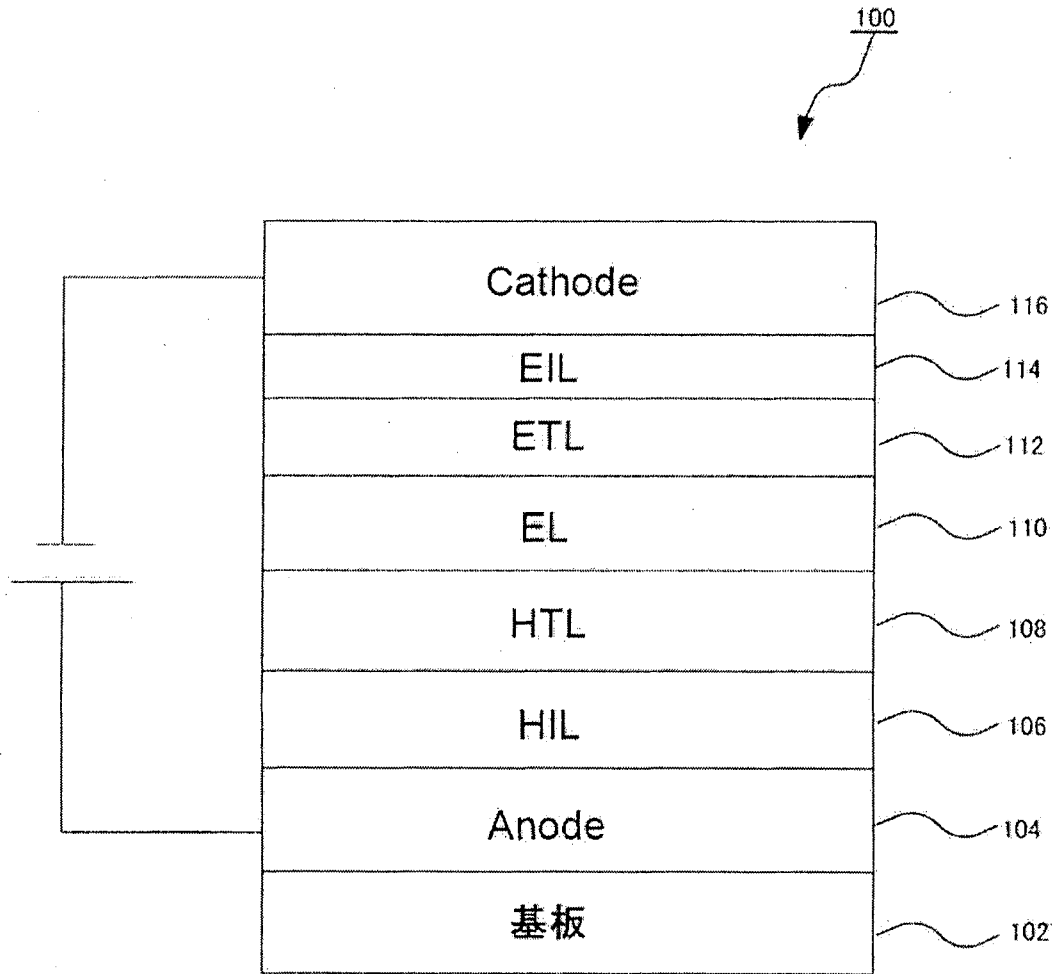 100
Cathode
116
EIL
114
ETL
112
EL
110
HTL
108
HIL
106
Anode
104
基板
102